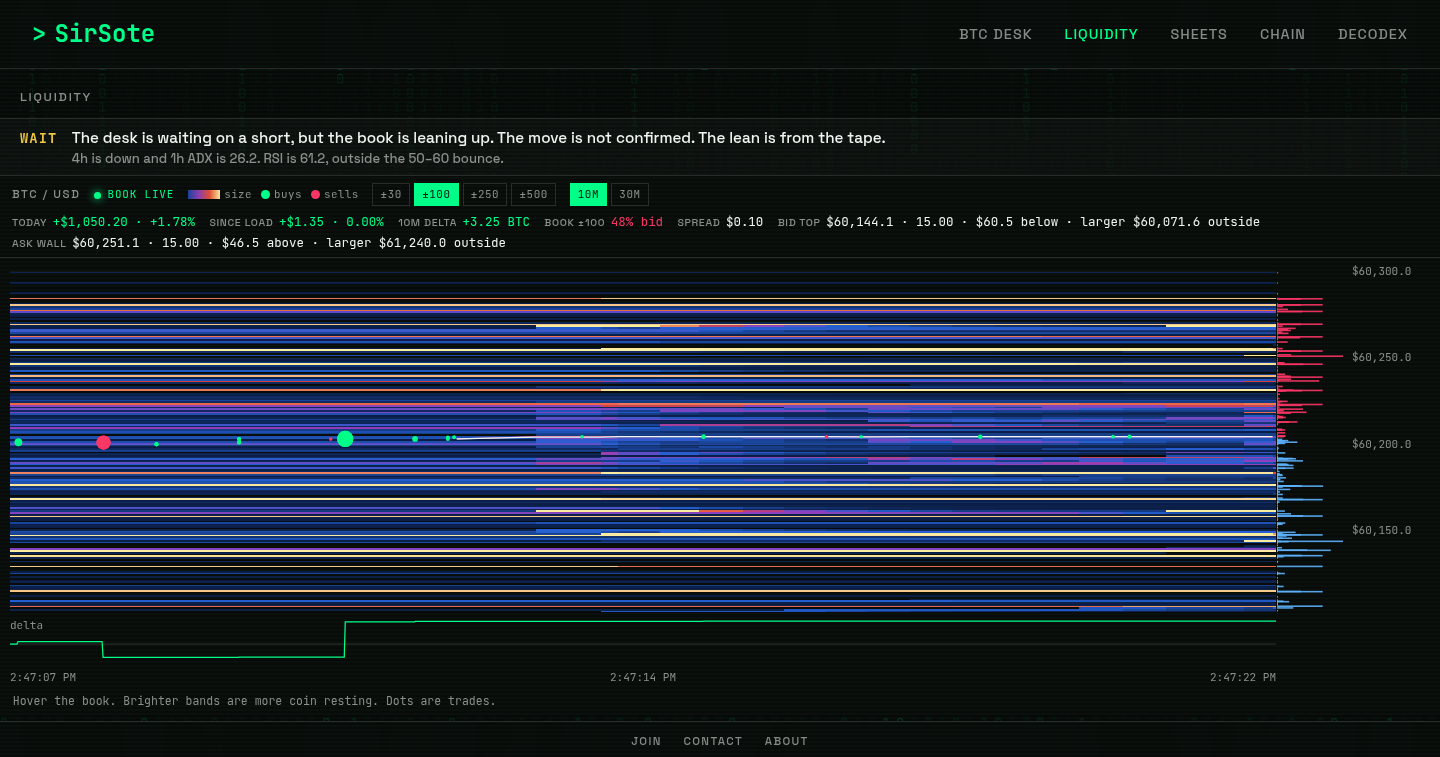 > SirSote
BTC DESK LIQUIDITY SHEETS CHAIN DECODEX
LIQUIDITY
WAIT The desk is waiting on a short, but the book is leaning up. The move is not confirmed. The lean is from the tape.
4h is down and 1h ADX is 26.2. RSI is 61.2, outside the 50–60 bounce.
BTC / USD BOOK LIVE size buys sells ±30 ±100 ±250 ±500 10M 30M
TODAY +$1,050.20 · +1.78% SINCE LOAD +$1.35 · 0.00% 10M DELTA +3.25 BTC BOOK ±100 48% bid SPREAD $0.10 BID TOP $60,144.1 · 15.00 · $60.5 below · larger $60,071.6 outside
ASK WALL $60,251.1 · 15.00 · $46.5 above · larger $61,240.0 outside
$60,300.0
$60,250.0
$60,200.0
$60,150.0
delta
2:47:07 PM 2:47:14 PM 2:47:22 PM
Hover the book. Brighter bands are more coin resting. Dots are trades.
JOIN CONTACT ABOUT